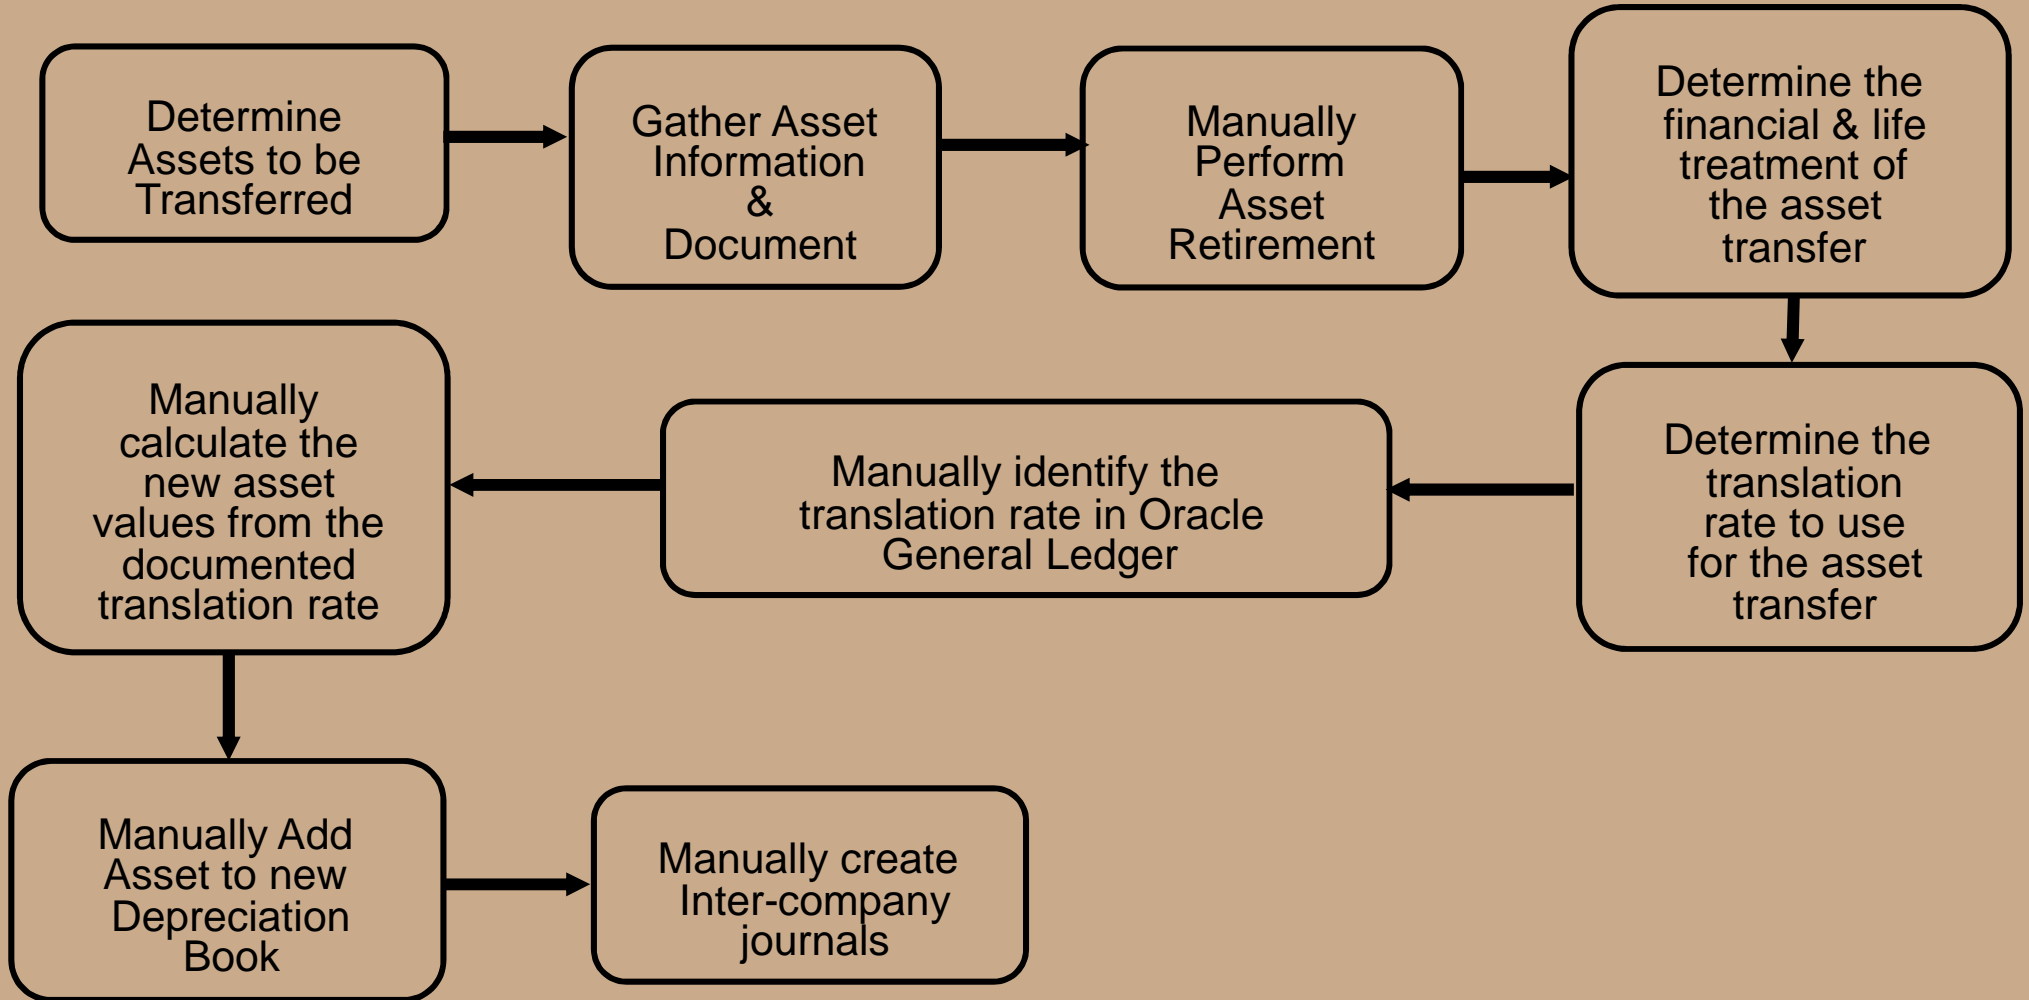 Determine
Assets to be
Transferred
Gather Asset
Information
&
Document
Manually
Perform
Asset
Retirement
Determine the
financial & life
treatment of
the asset
transfer
Determine the
translation
rate to use
for the asset
transfer
Manually identify the
translation rate in Oracle
General Ledger
Manually
calculate the
new asset
values from the
documented
translation rate
Manually Add
Asset to new
Depreciation
Book
Manually create
Inter-company
journals